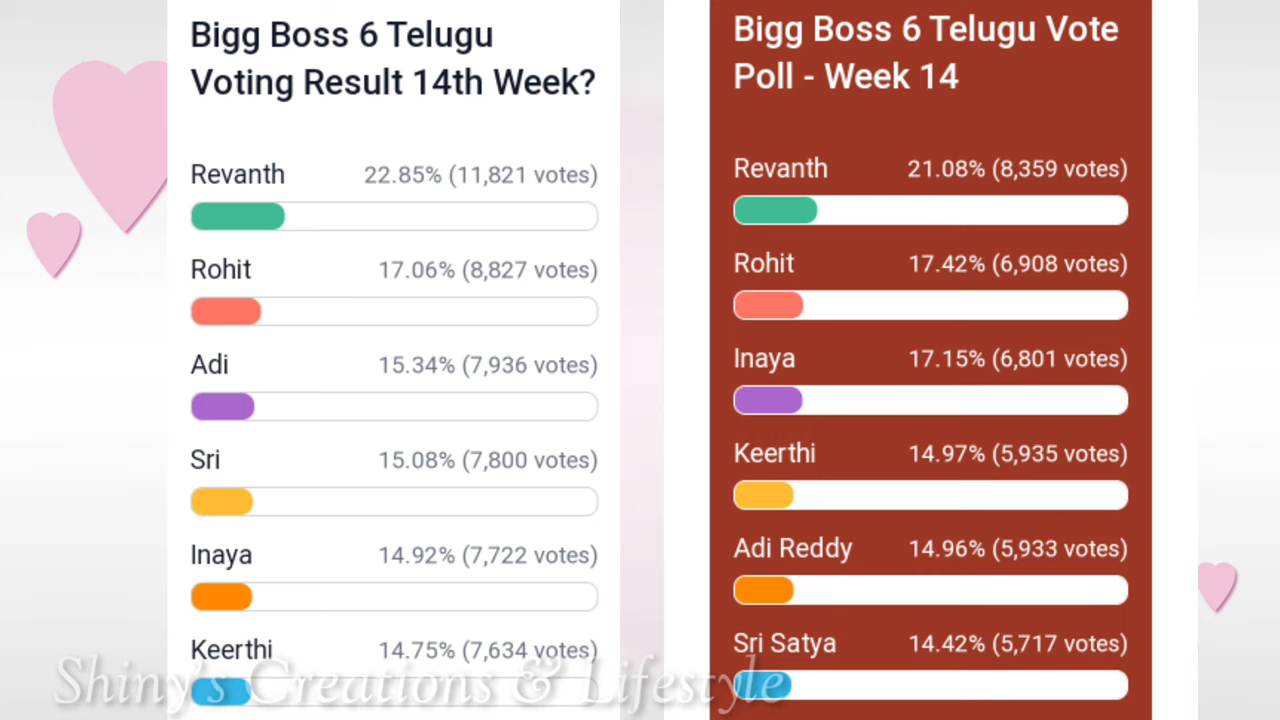 Bigg Boss 6 Telugu
Voting Result 14th Week?
Revanth 22.85% (11,821 votes)
Rohit 17.06% (8,827 votes)
Adi 15.34% (7,936 votes)
Sri 15.08% (7,800 votes)
Inaya 14.92% (7,722 votes)
Keerthi 14.75% (7,634 votes)
Bigg Boss 6 Telugu Vote
Poll - Week 14
Revanth 21.08% (8,359 votes)
Rohit 17.42% (6,908 votes)
Inaya 17.15% (6,801 votes)
Keerthi 14.97% (5,935 votes)
Adi Reddy 14.96% (5,933 votes)
Sri Satya 14.42% (5,717 votes)
Shiny's Creations & Lifestyle